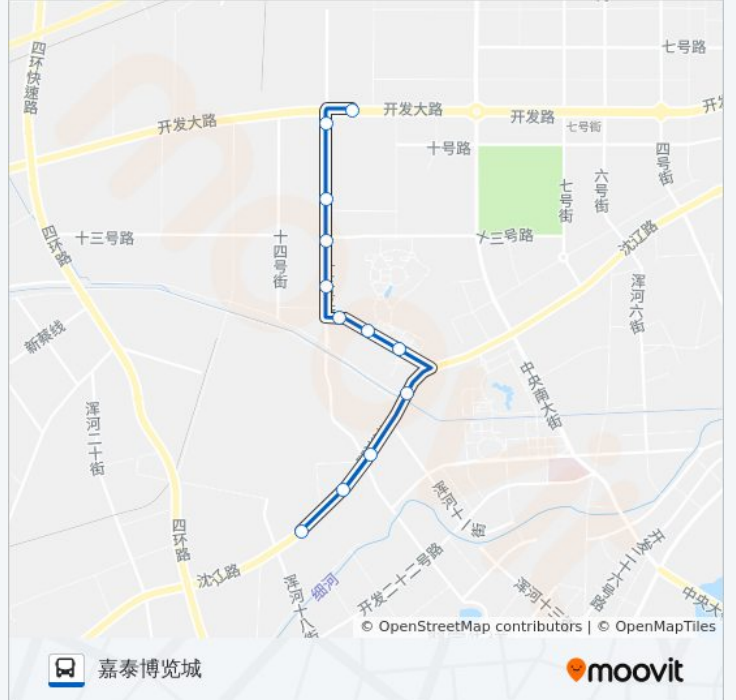 四环快速路
七号路
开发大路
开发大路
开发路
七号街
十号路
四号街
六号街
七号街
四环路
十三号路
十四号街
十三号路
沈辽路
浑河六街
新蔡线
中央南大街
浑河二十街
浑河十一街
四环路
沈辽路
浑河十八街
细河
开发二十二号路
浑河十三
开发二十六号路
中央大
© OpenStreetMap contributors | © OpenMapTiles
嘉泰博览城
moovit